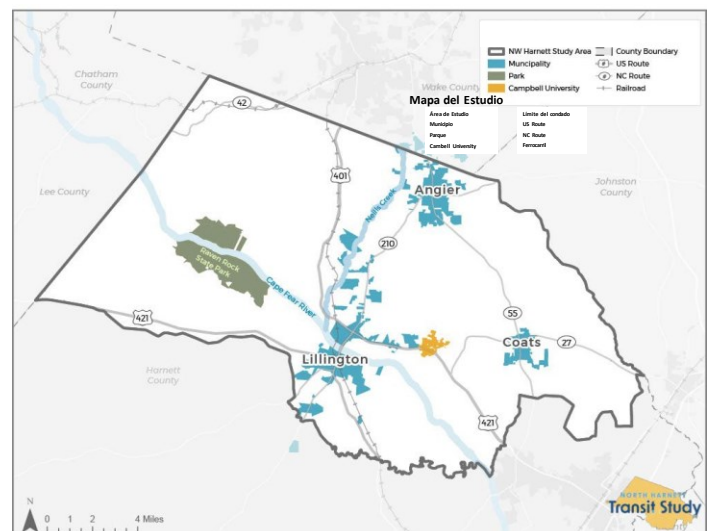 NW Harnett Study Area
Muncipality
Park
Campbell University
County Boundary
US Route
NC Route
Railroad
Mapa del Estudio
Área de Estudio
Municipio
Parque
Cambell University
Límite del condado
US Route
NC Route
Ferrocarril
Chatham
County
Wake County
42
401
Angier
Johnston
County
Lee County
Neill's Creek
210
Raven Rock
State Park
Cape Fear River
55
421
Coats
27
Lillington
Harnett
County
421
N
0 1 2 4 Miles
NORTH HARNETT
Transit Study